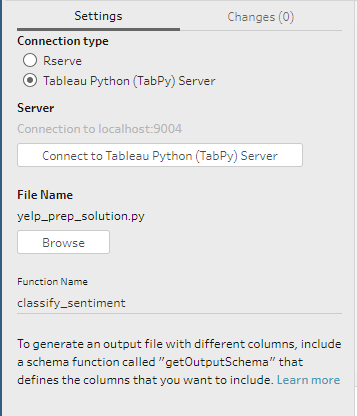 Settings
Changes (0)
Connection type
Rserve
Tableau Python (TabPy) Server
Server
Connection to localhost:9004
Connect to Tableau Python (TabPy) Server
File Name
yelp_prep_solution.py
Browse
Function Name
classify_sentiment
To generate an output file with different columns, include
a schema function called "getOutputSchema" that
defines the columns that you want to include. Learn more